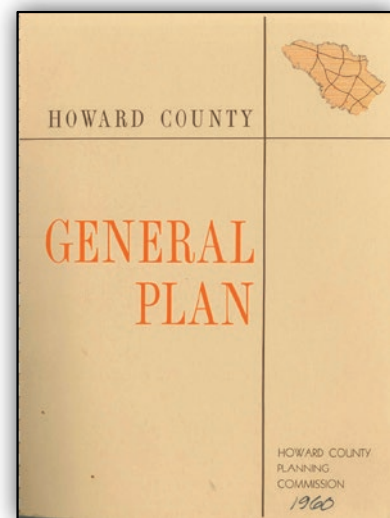 HOWARD COUNTY
GENERAL
PLAN
HOWARD COUNTY
PLANNING
COMMISSION
1960